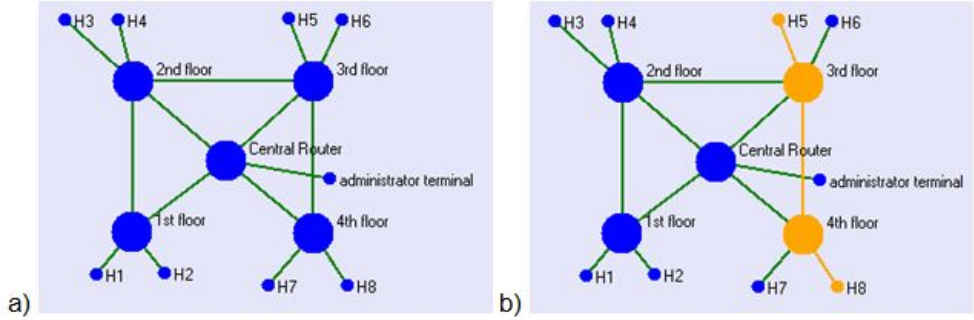 H3
H4
H5
H6
2nd floor
3rd floor
Central Router
administrator terminal
1st floor
4th floor
H1
H2
H7
H8
a)
H3
H4
H5
H6
2nd floor
3rd floor
Central Router
administrator terminal
1st floor
4th floor
H1
H2
H7
H8
b)